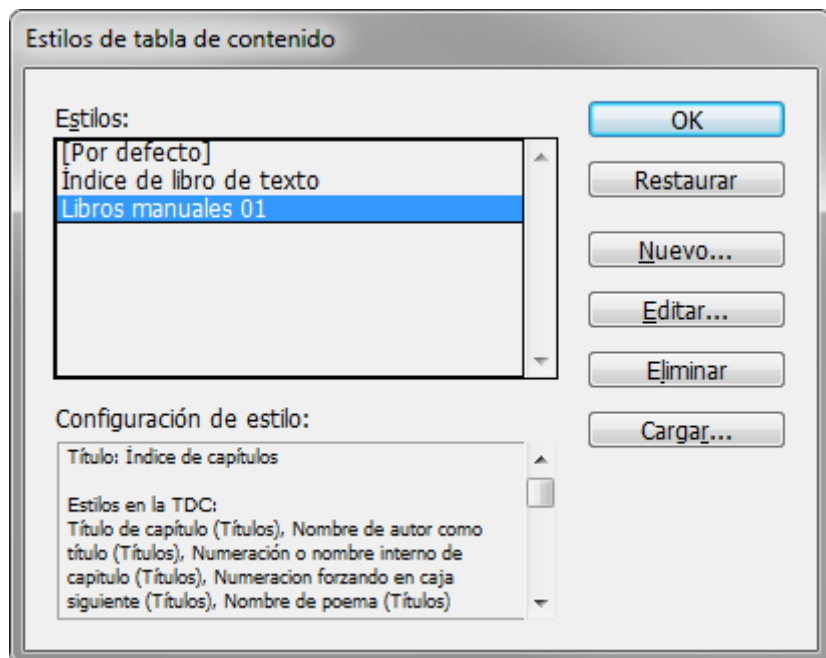 Estilos de tabla de contenido
Estilos:
[Por defecto]
Índice de libro de texto
Libros manuales 01
OK
Restaurar
Nuevo...
Editar...
Eliminar
Cargar...
Configuración de estilo:
Título: Índice de capítulos
Estilos en la TDC:
Título de capítulo (Títulos), Nombre de autor como
título (Títulos), Numeración o nombre interno de
capitulo (Títulos), Numeracion forzando en caja
siguiente (Títulos), Nombre de poema (Títulos)